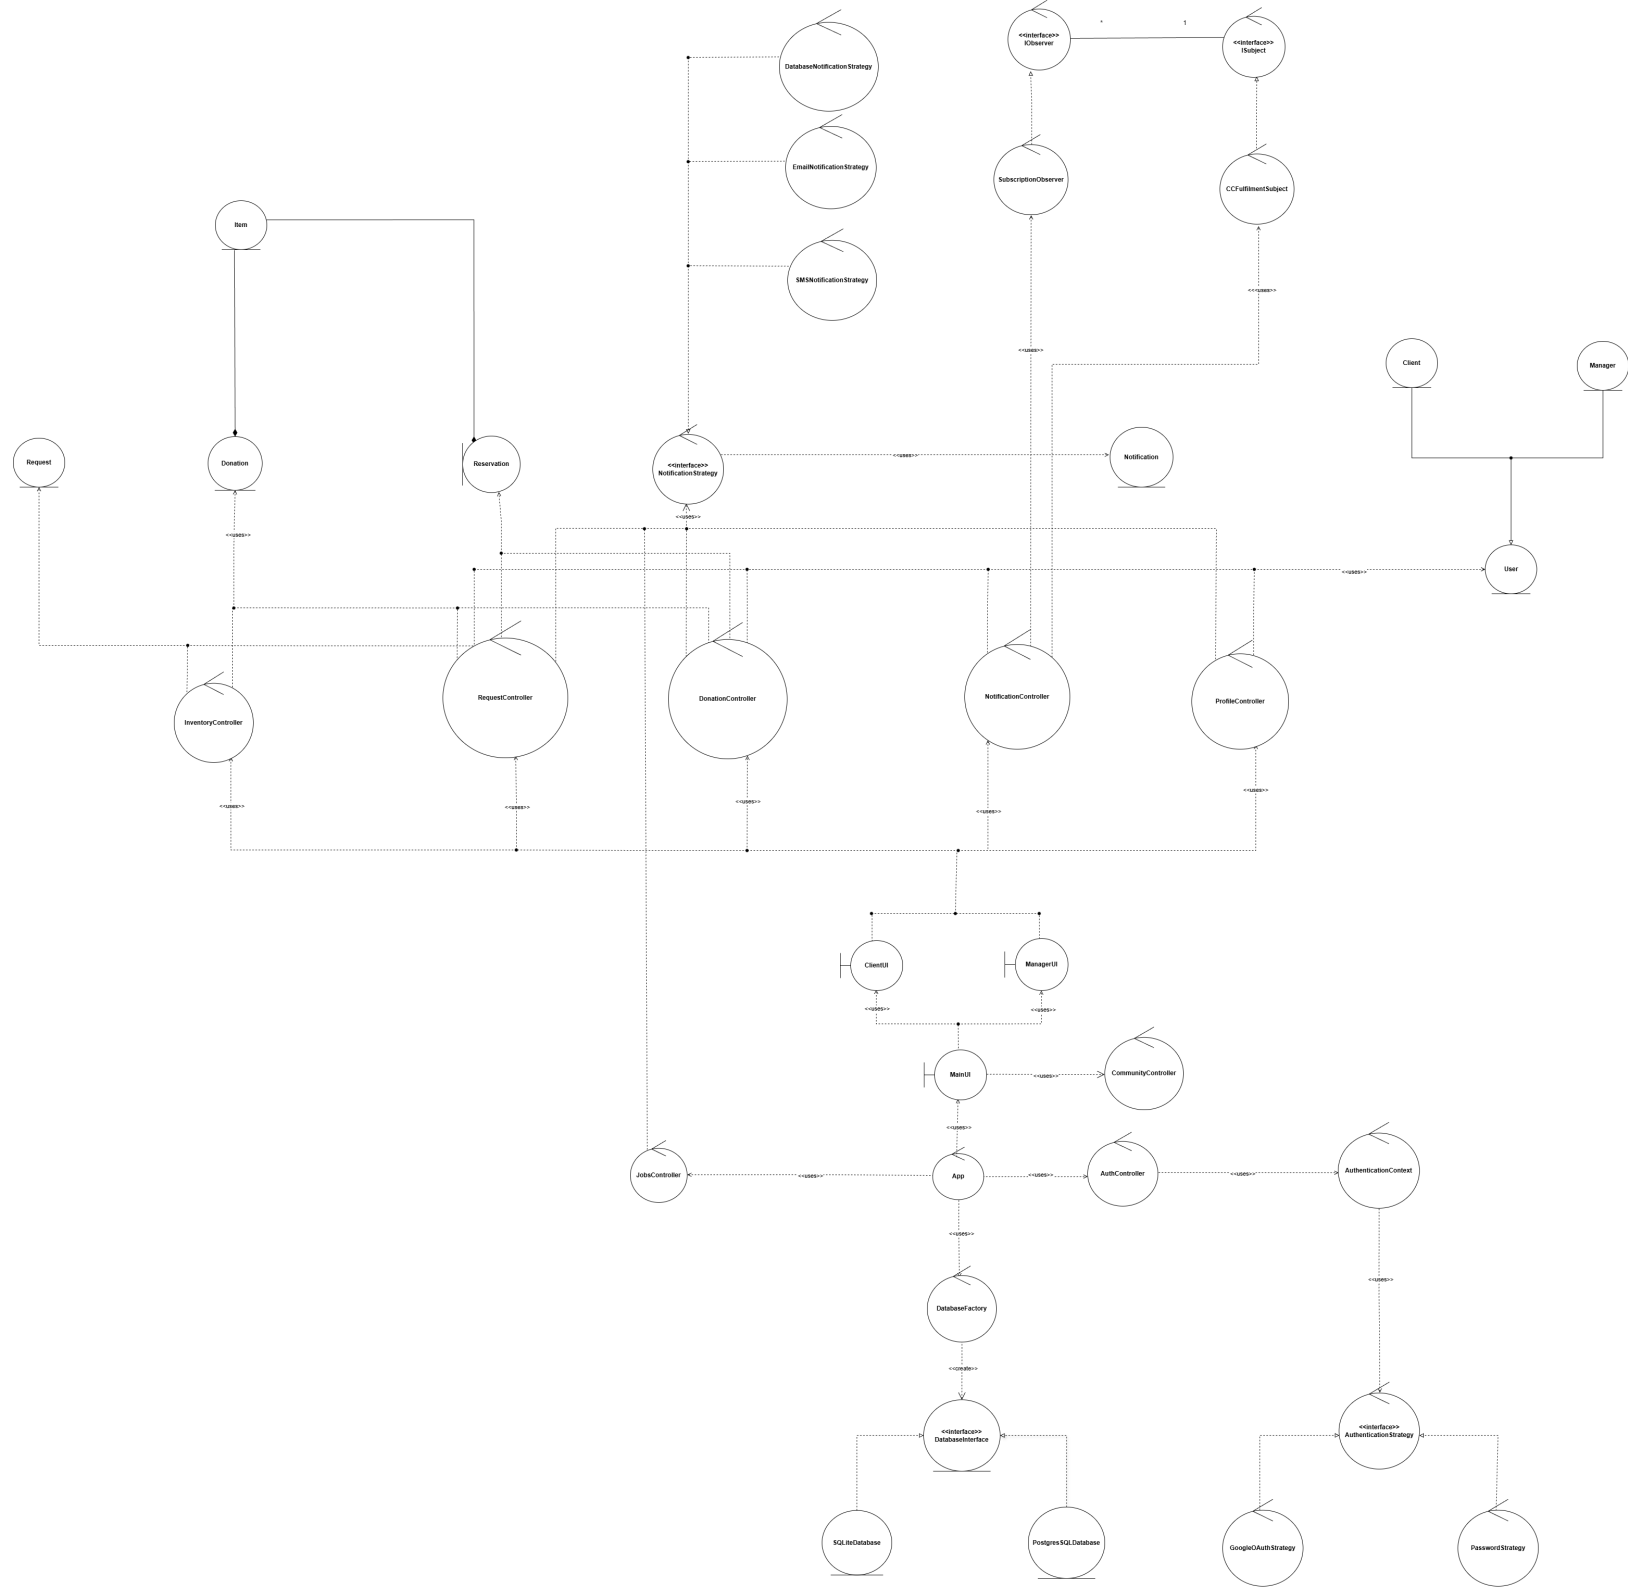 <<interface>>
IObserver
*
1
<<interface>>
ISubject
DatabaseNotificationStrategy
EmailNotificationStrategy
SubscriptionObserver
CCFulfilmentSubject
Item
SMSNotificationStrategy
<<<uses>>
<<uses>>
Client
Manager
Request
Donation
Reservation
<<interface>>
NotificationStrategy
<<uses>>
Notification
<<uses>>
<<uses>>
<<uses>>
User
InventoryController
RequestController
DonationController
NotificationController
ProfileController
<<uses>>
<<uses>>
<<uses>>
<<uses>>
<<uses>>
ClientUI
ManagerUI
<<uses>>
<<uses>>
MainUI
<<uses>>
CommunityController
<<uses>>
JobsController
<<uses>>
App
<<uses>>
AuthController
<<uses>>
AuthenticationContext
<<uses>>
<<uses>>
DatabaseFactory
<<create>>
<<interface>>
DatabaseInterface
<<interface>>
AuthenticationStrategy
SQLiteDatabase
PostgresSQLDatabase
GoogleOAuthStrategy
PasswordStrategy